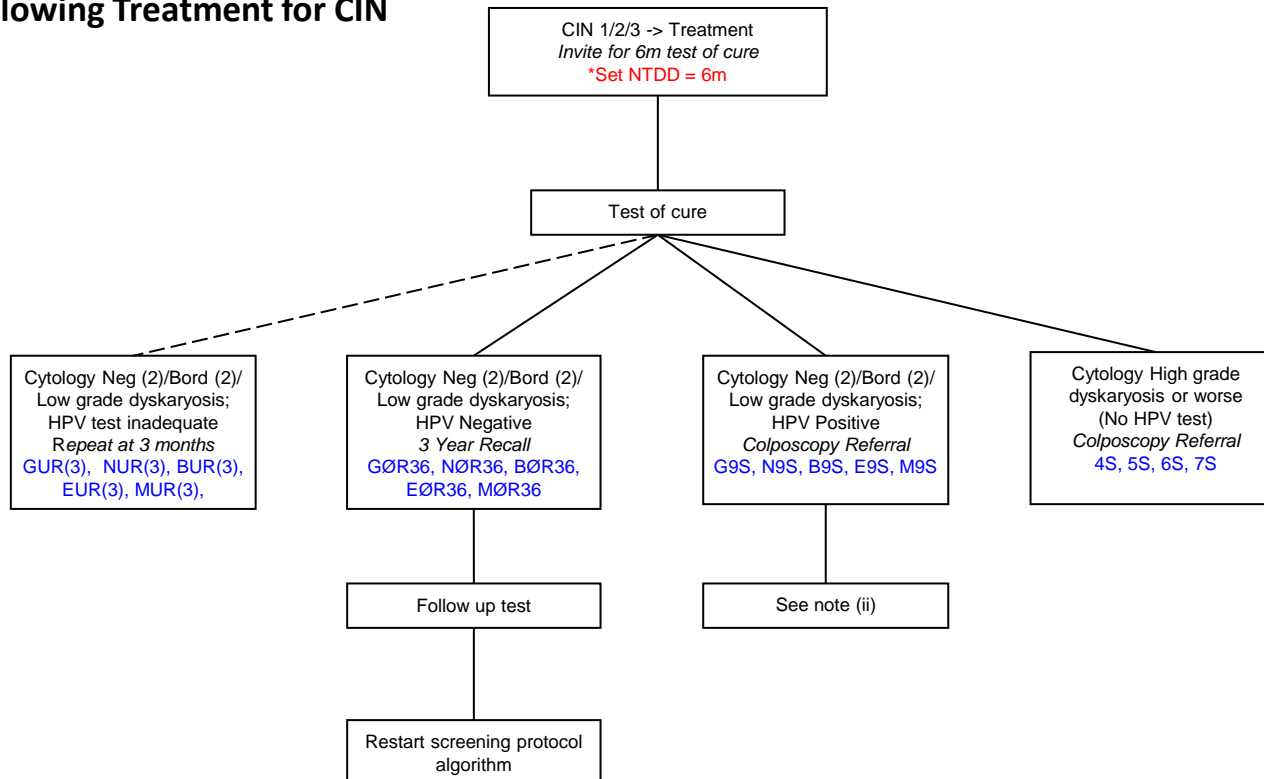 lowing Treatment for CIN
CIN 1/2/3 -> Treatment
Invite for 6m test of cure
*Set NTDD = 6m
Test of cure
Cytology Neg (2)/Bord (2)/
Low grade dyskaryosis;
HPV test inadequate
Repeat at 3 months
GUR(3), NUR(3), BUR(3),
EUR(3), MUR(3),
Cytology Neg (2)/Bord (2)/
Low grade dyskaryosis;
HPV Negative
3 Year Recall
GØR36, NØR36, BØR36,
EØR36, MØR36
Cytology Neg (2)/Bord (2)/
Low grade dyskaryosis;
HPV Positive
Colposcopy Referral
G9S, N9S, B9S, E9S, M9S
Cytology High grade
dyskaryosis or worse
(No HPV test)
Colposcopy Referral
4S, 5S, 6S, 7S
Follow up test
See note (ii)
Restart screening protocol
algorithm